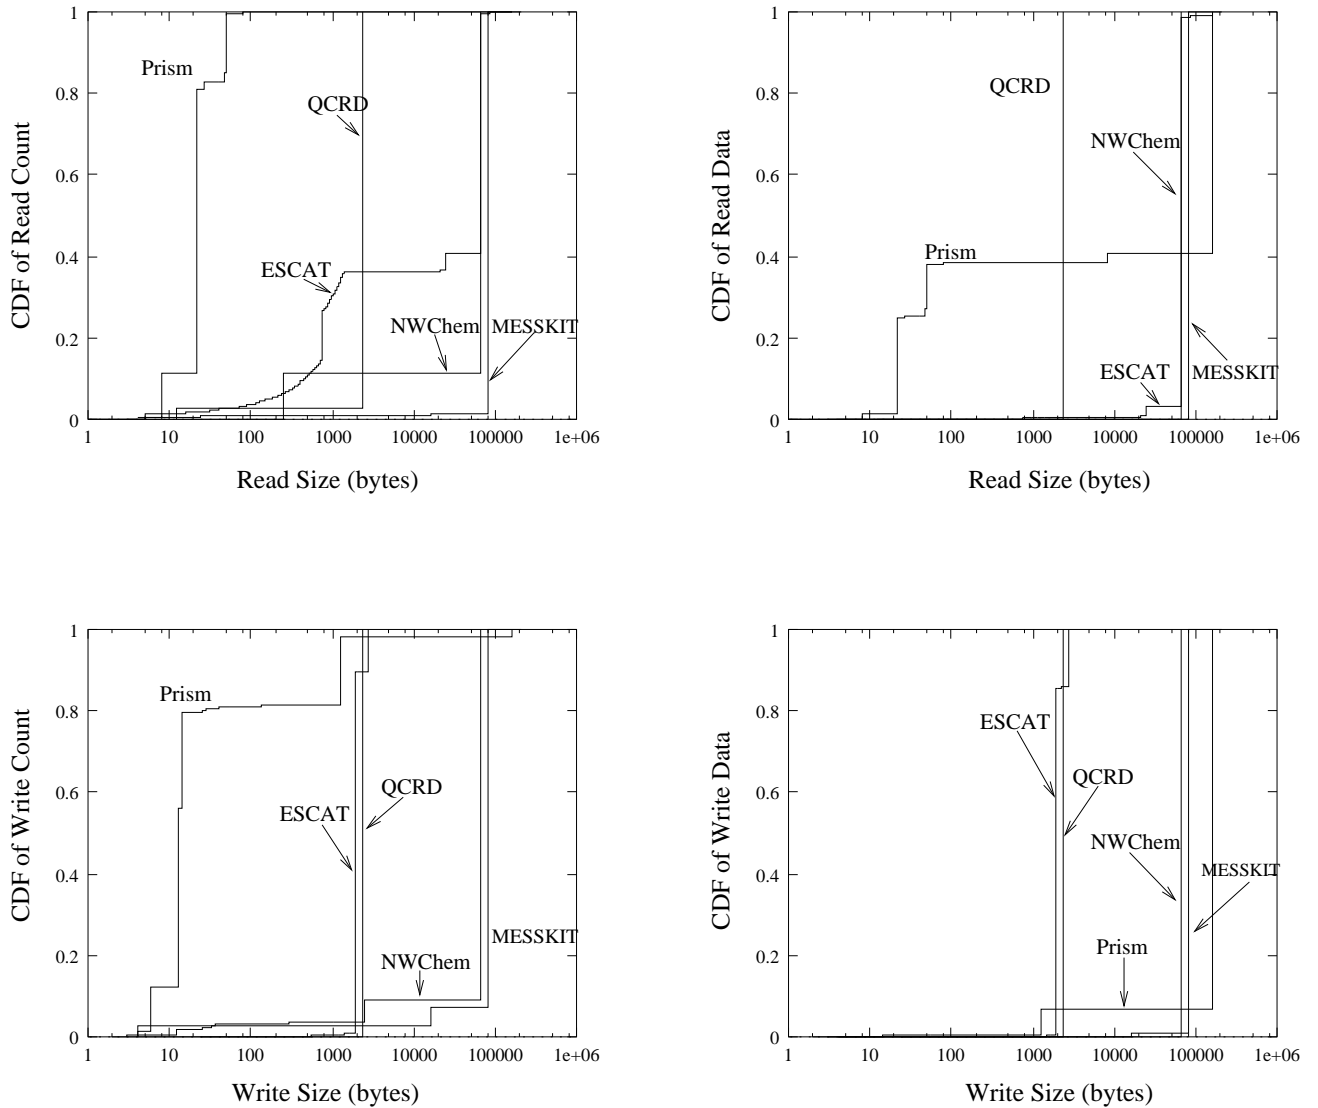 CDF of Read Count
1
0.8
0.6
0.4
0.2
0
Prism
QCRD
ESCAT
NWChem
MESSKIT
1 10 100 1000 10000 100000 1e+06
Read Size (bytes)
CDF of Read Data
1
0.8
0.6
0.4
0.2
0
QCRD
NWChem
Prism
ESCAT
MESSKIT
1 10 100 1000 10000 100000 1e+06
Read Size (bytes)
CDF of Write Count
1
0.8
0.6
0.4
0.2
0
Prism
QCRD
ESCAT
MESSKIT
NWChem
1 10 100 1000 10000 100000 1e+06
Write Size (bytes)
CDF of Write Data
1
0.8
0.6
0.4
0.2
0
ESCAT
QCRD
NWChem
MESSKIT
Prism
1 10 100 1000 10000 100000 1e+06
Write Size (bytes)